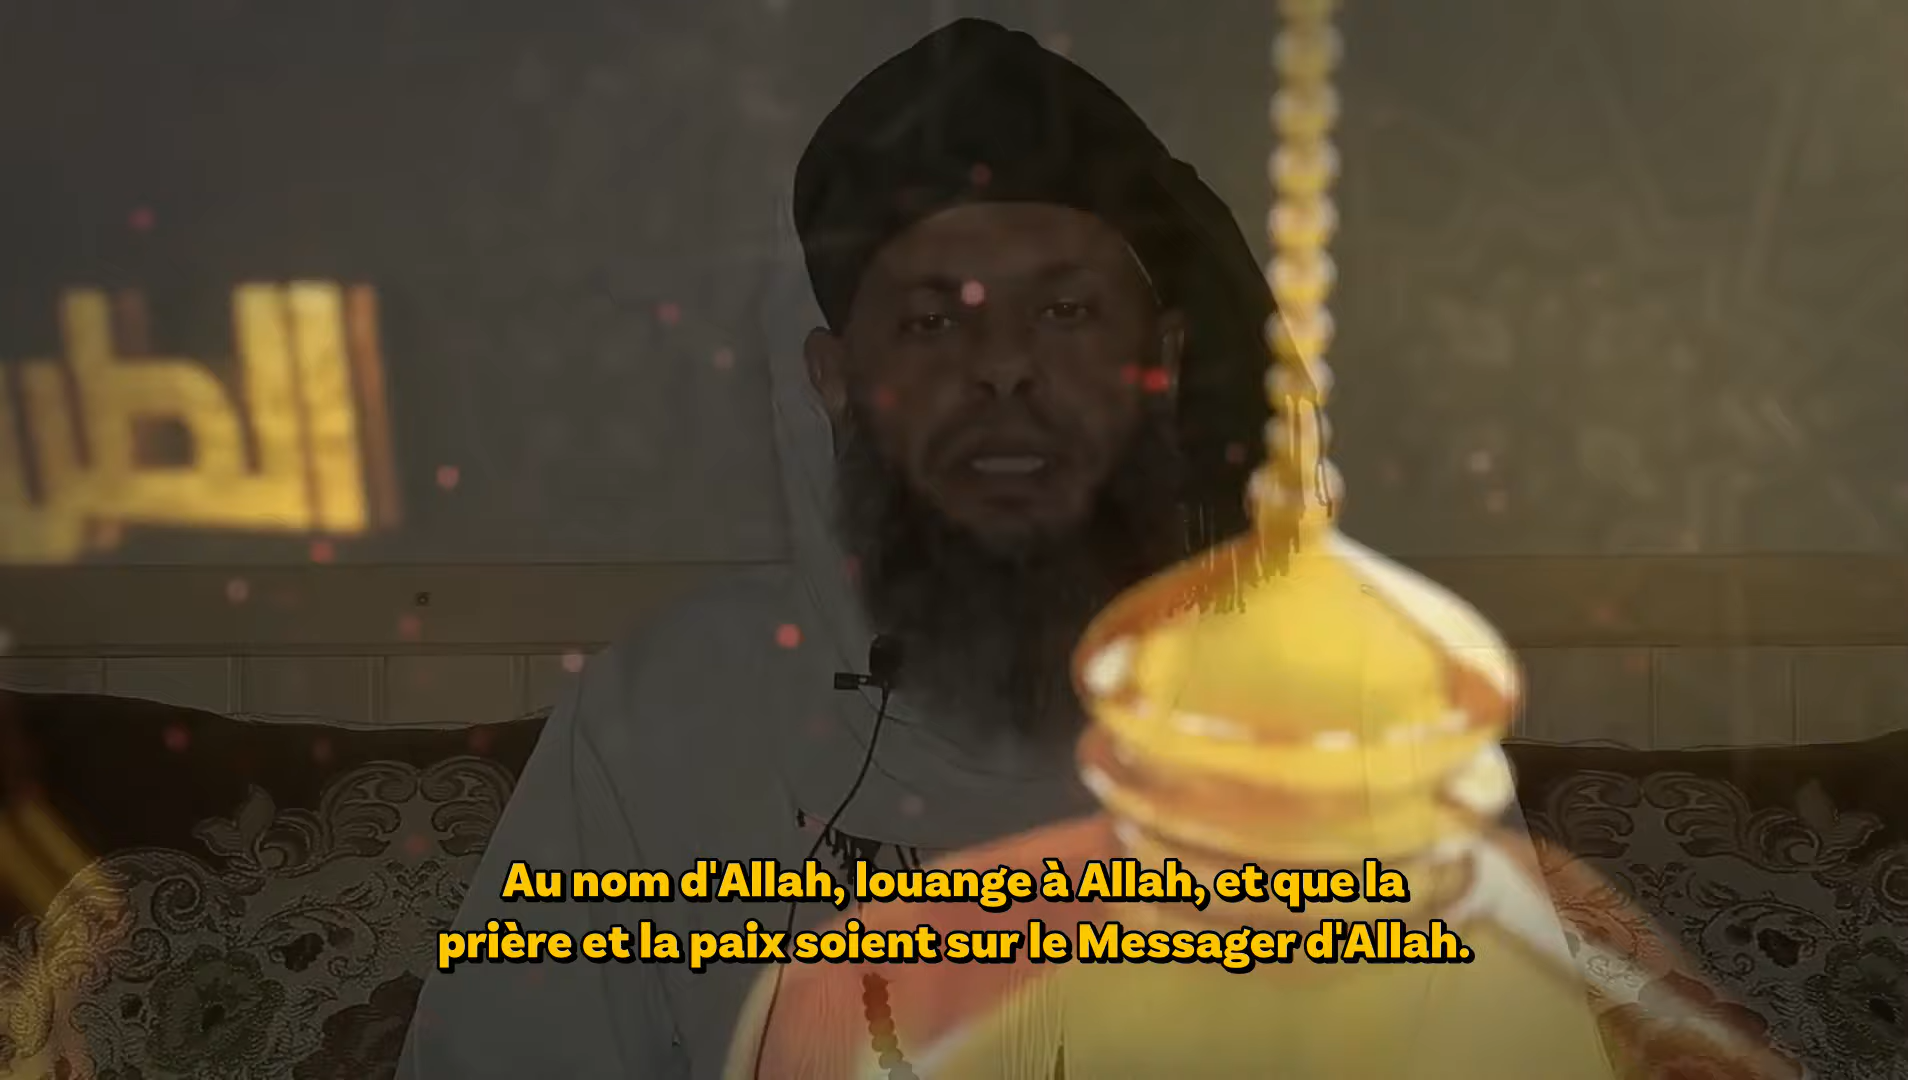 Au nom d'Allah, louange à Allah, et que la
prière et la paix soient sur le Messager d'Allah.